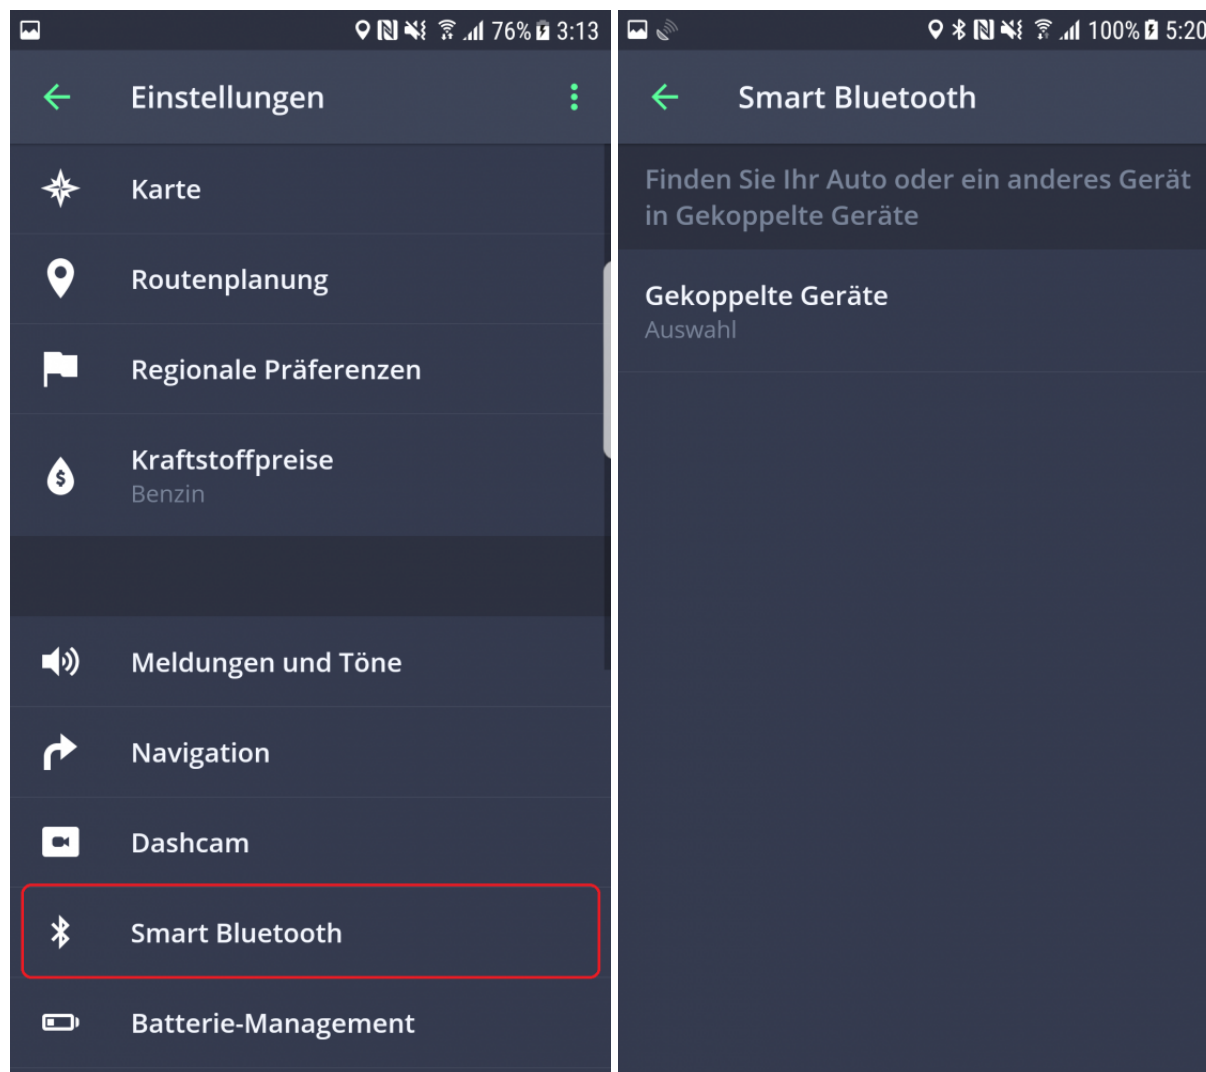 76% 3:13
Einstellungen
Karte
Routenplanung
Regionale Präferenzen
Kraftstoffpreise
Benzin
Meldungen und Töne
Navigation
Dashcam
Smart Bluetooth
Batterie-Management
100% 5:20
Smart Bluetooth
Finden Sie Ihr Auto oder ein anderes Gerät
in Gekoppelte Geräte
Gekoppelte Geräte
Auswahl